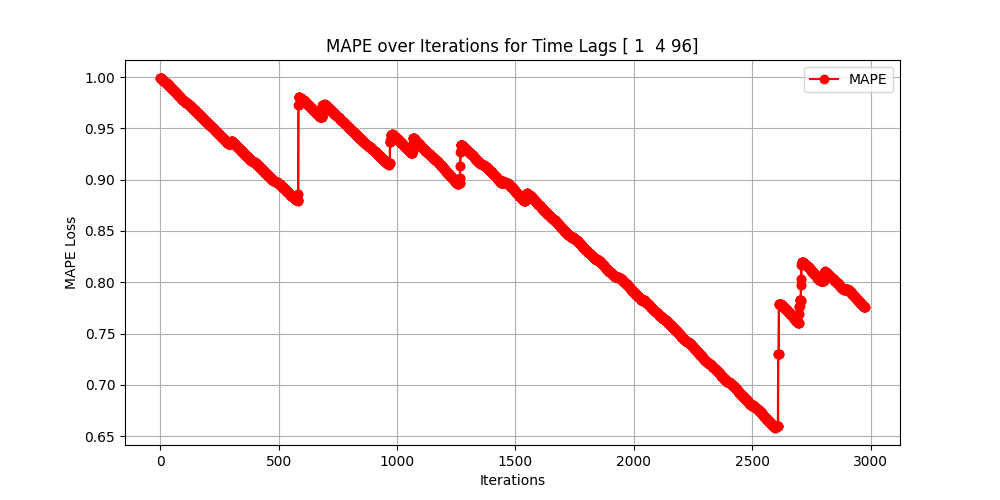 MAPE over Iterations for Time Lags [ 1  4 96]
MAPE
1.00
0.95
0.90
0.85
0.80
0.75
0.70
0.65
MAPE Loss
0 500 1000 1500 2000 2500 3000
Iterations